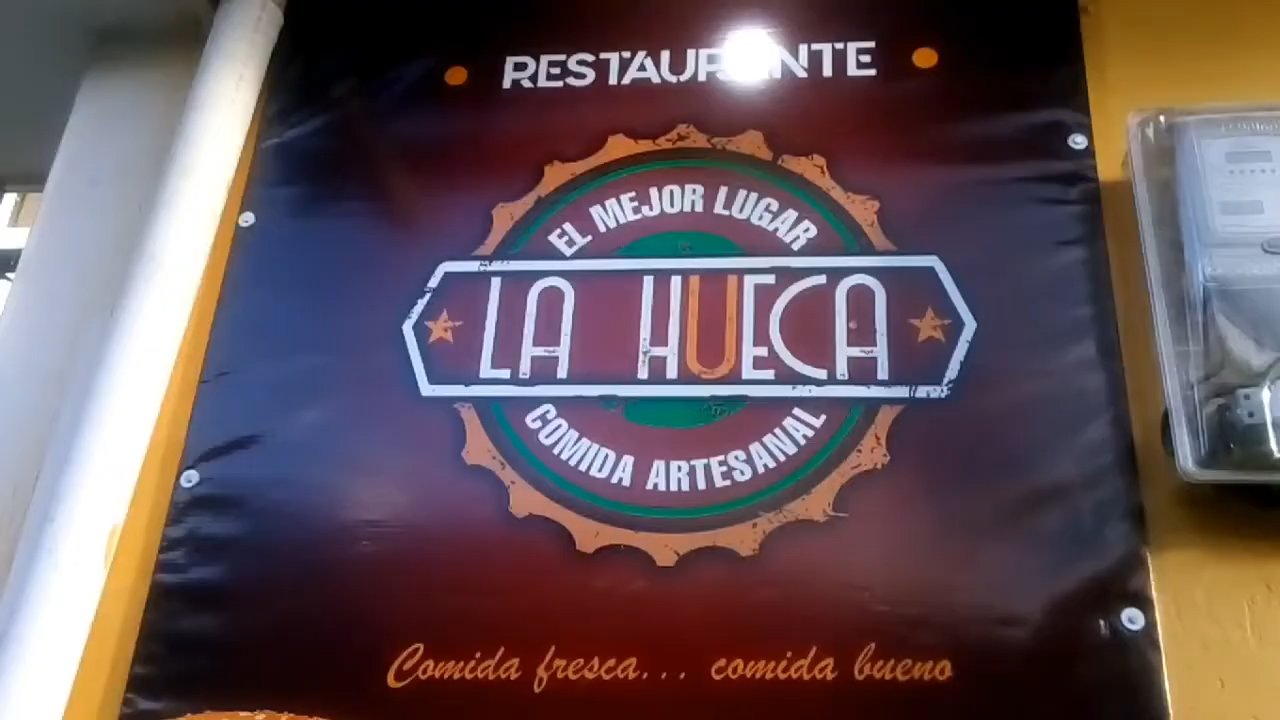 RESTAURANTE
EL MEJOR LUGAR
LA HUECA
COMIDA ARTESANAL
Comida fresca... comida bueno